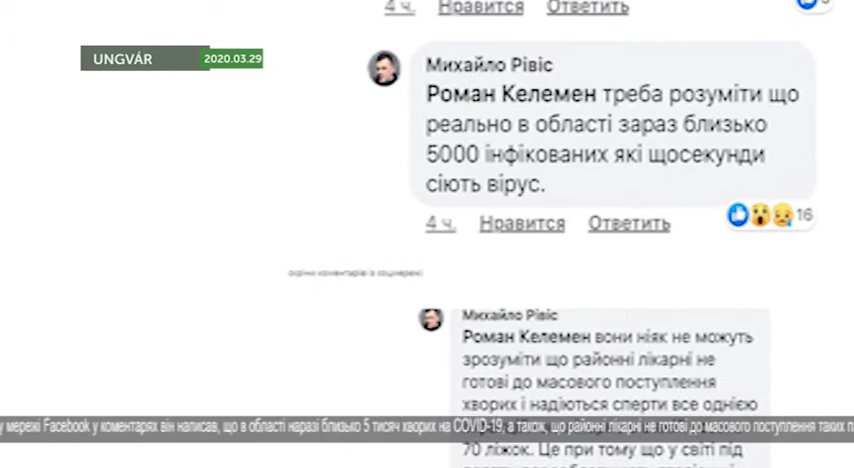 4 ч. Нравится Ответить
UNGVÁR 2020.03.29
Михайло Рівіс
Роман Келемен треба розуміти що
реально в області зараз близько
5000 інфікованих які щосекунди
сіють вірус.
4 ч. Нравится Ответить
16
скріни коментарів із соцмережі
Михайло Рівіс
Роман Келемен вони ніяк не можуть
зрозуміти що районні лікарні не
готові до масового поступлення
хворих і надіються сперти все однією
у мережі Facebook у коментарях він написав, що в області наразі близько 5 тисяч хворих на COVID-19, а також, що районні лікарні не готові до масового поступлення таких
70 ліжок. Це при тому що у світі під